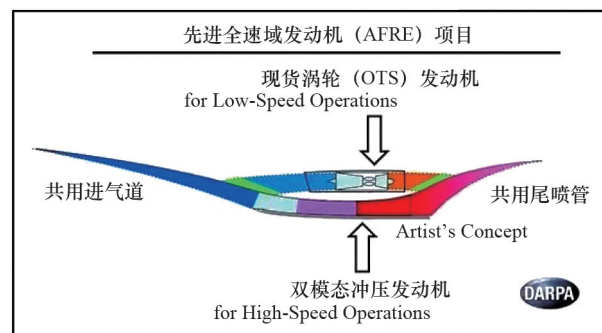 先进全速域发动机（AFRE）项目
现货涡轮（OTS）发动机
for Low-Speed Operations
共用进气道
共用尾喷管
Artist's Concept
双模态冲压发动机
for High-Speed Operations
DARPA